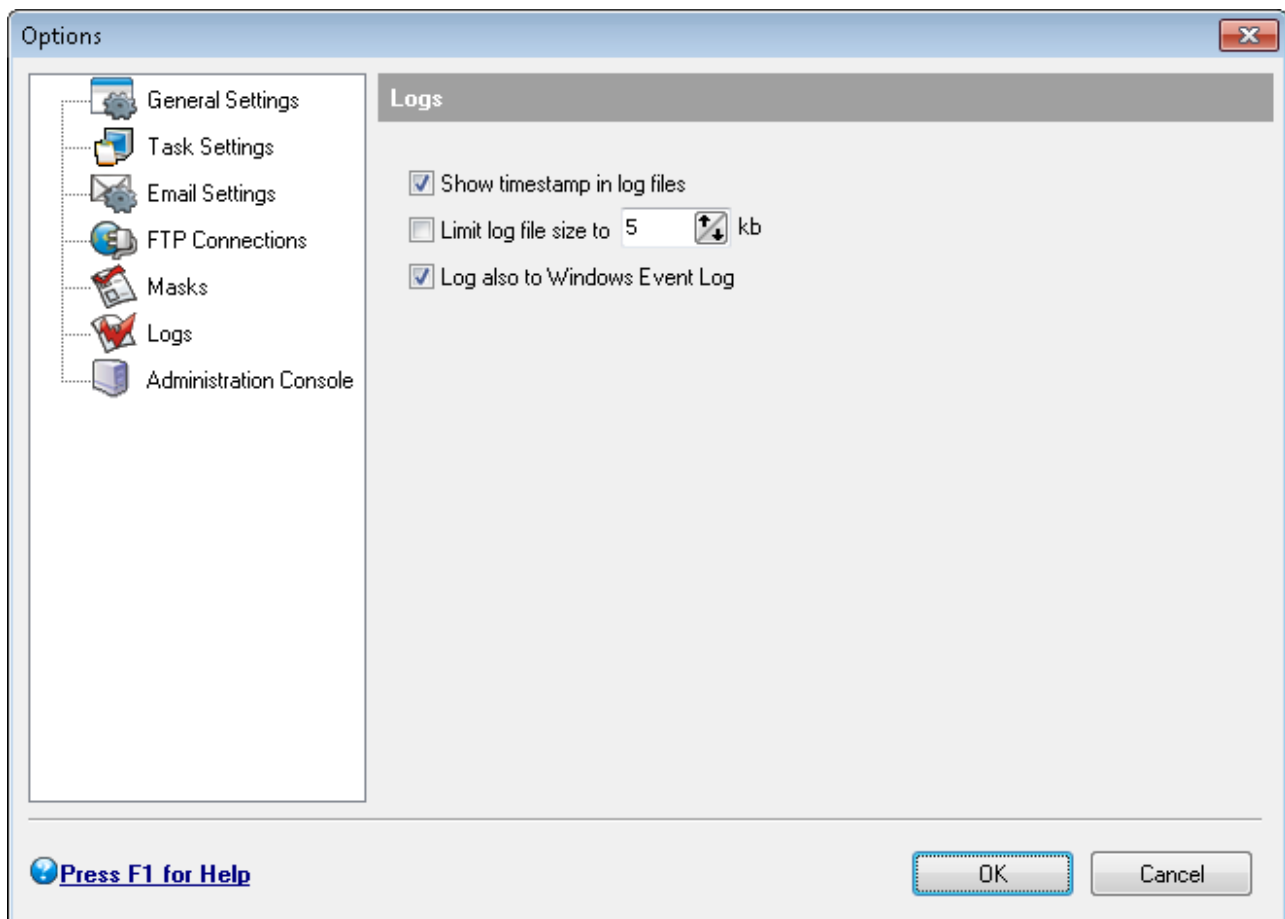 Options
General Settings
Task Settings
Email Settings
FTP Connections
Masks
Logs
Administration Console
Logs
Show timestamp in log files
Limit log file size to 5 kb
Log also to Windows Event Log
Press F1 for Help
OK
Cancel